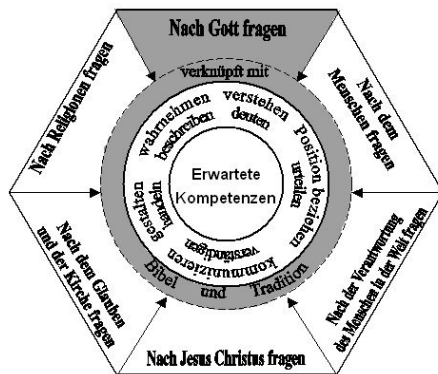 Nach Gott fragen
verknüpft mit
Nach dem
Menschen fragen
Nach der Verantwortung
des Menschen in der Welt fragen
Nach Jesus Christus fragen
Nach dem Glauben
und der Kirche fragen
Nach Religionen fragen
wahrnehmen
beschreiben
verstehen
deuten
Position beziehen
urteilen
kommunizieren
verständigen
gestalten
handeln
Bibel und Tradition
Erwartete
Kompetenzen